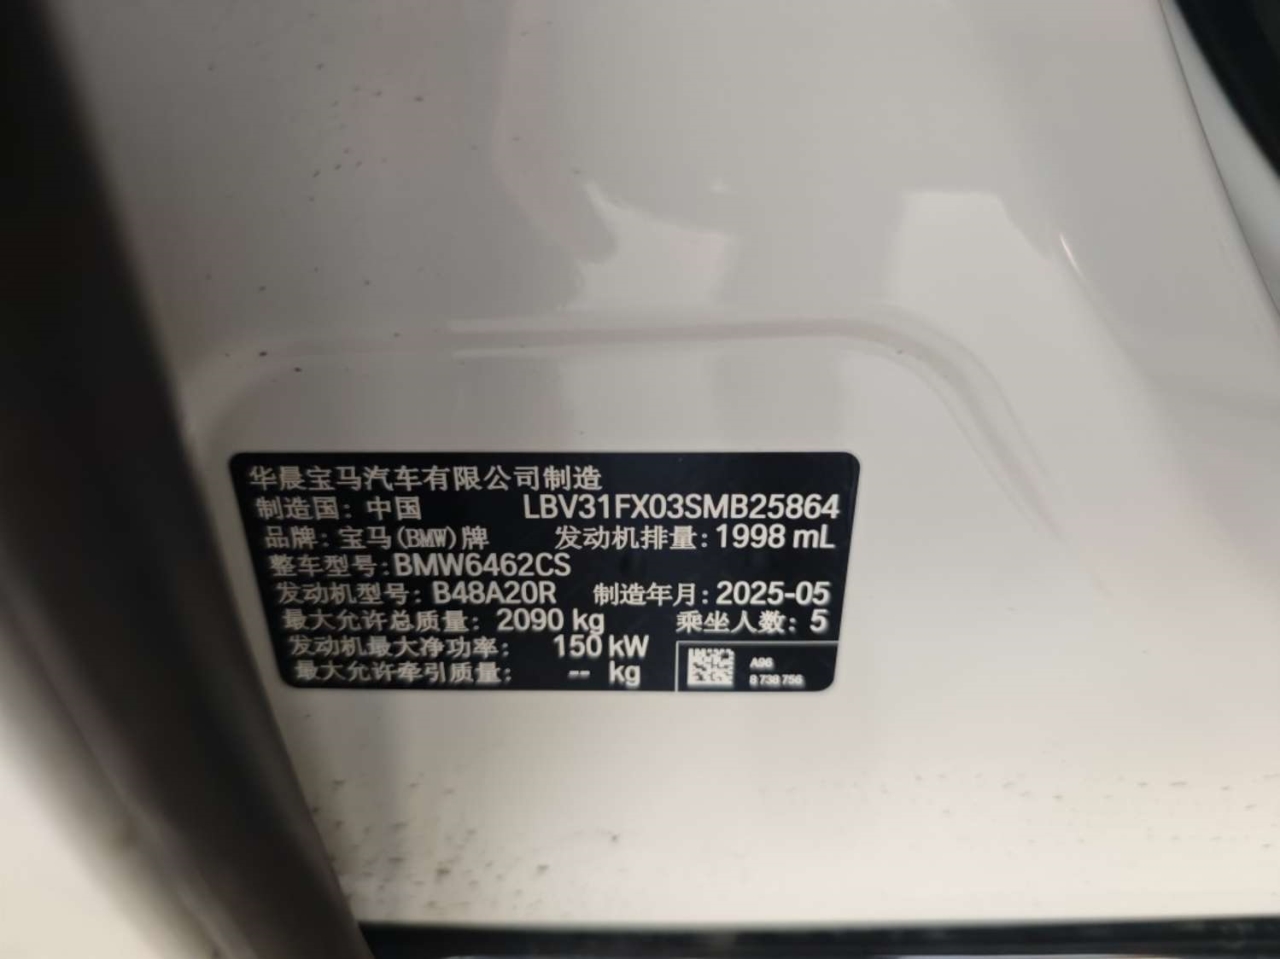 华晨宝马汽车有限公司制造
制造国：中国 LBV31FX03SMB25864
品牌：宝马(BMW)牌 发动机排量：1998 mL
整车型号：BMW6462CS
发动机型号：B48A20R 制造年月：2025-05
最大允许总质量：2090 kg 乘坐人数：5
发动机最大净功率：150 kW
最大允许牵引质量：-- kg
A96
8 738 756